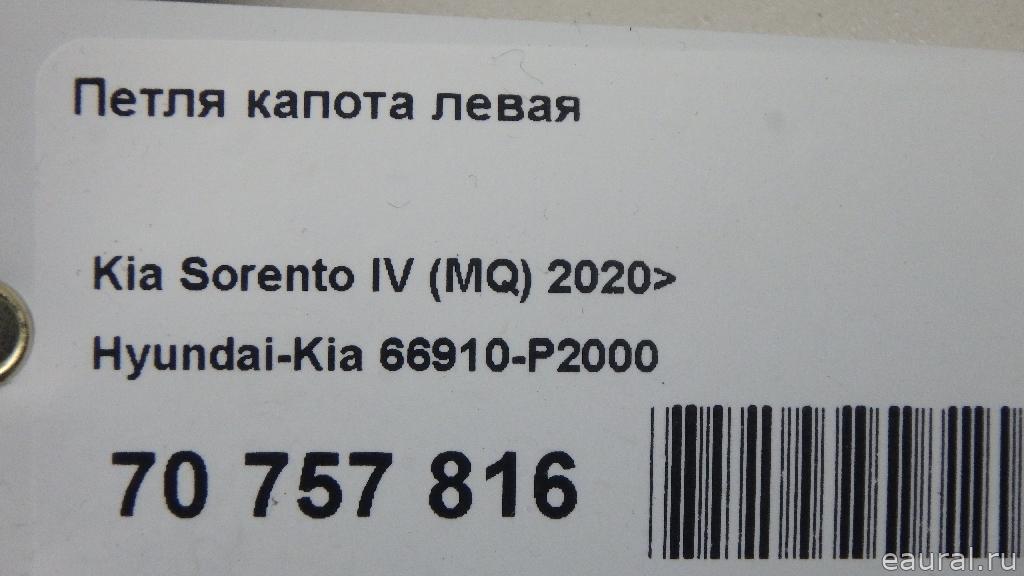 Петля капота левая
Kia Sorento IV (MQ) 2020>
Hyundai-Kia 66910-P2000
70 757 816
eaural.ru